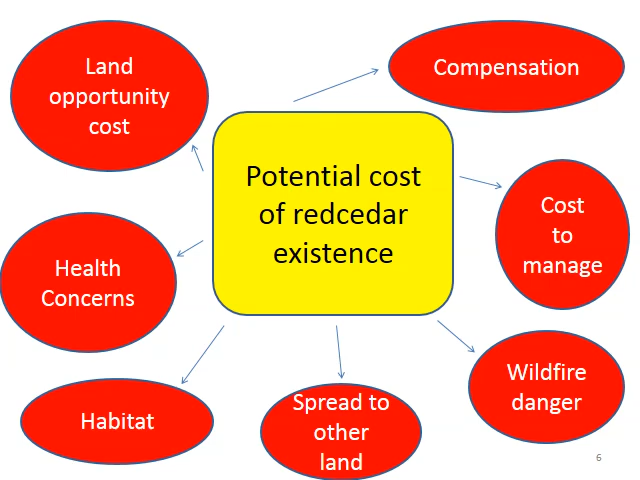 Land
opportunity
cost
Compensation
Potential cost
of redcedar
existence
Cost
to
manage
Health
Concerns
Wildfire
danger
Habitat
Spread to
other
land
6